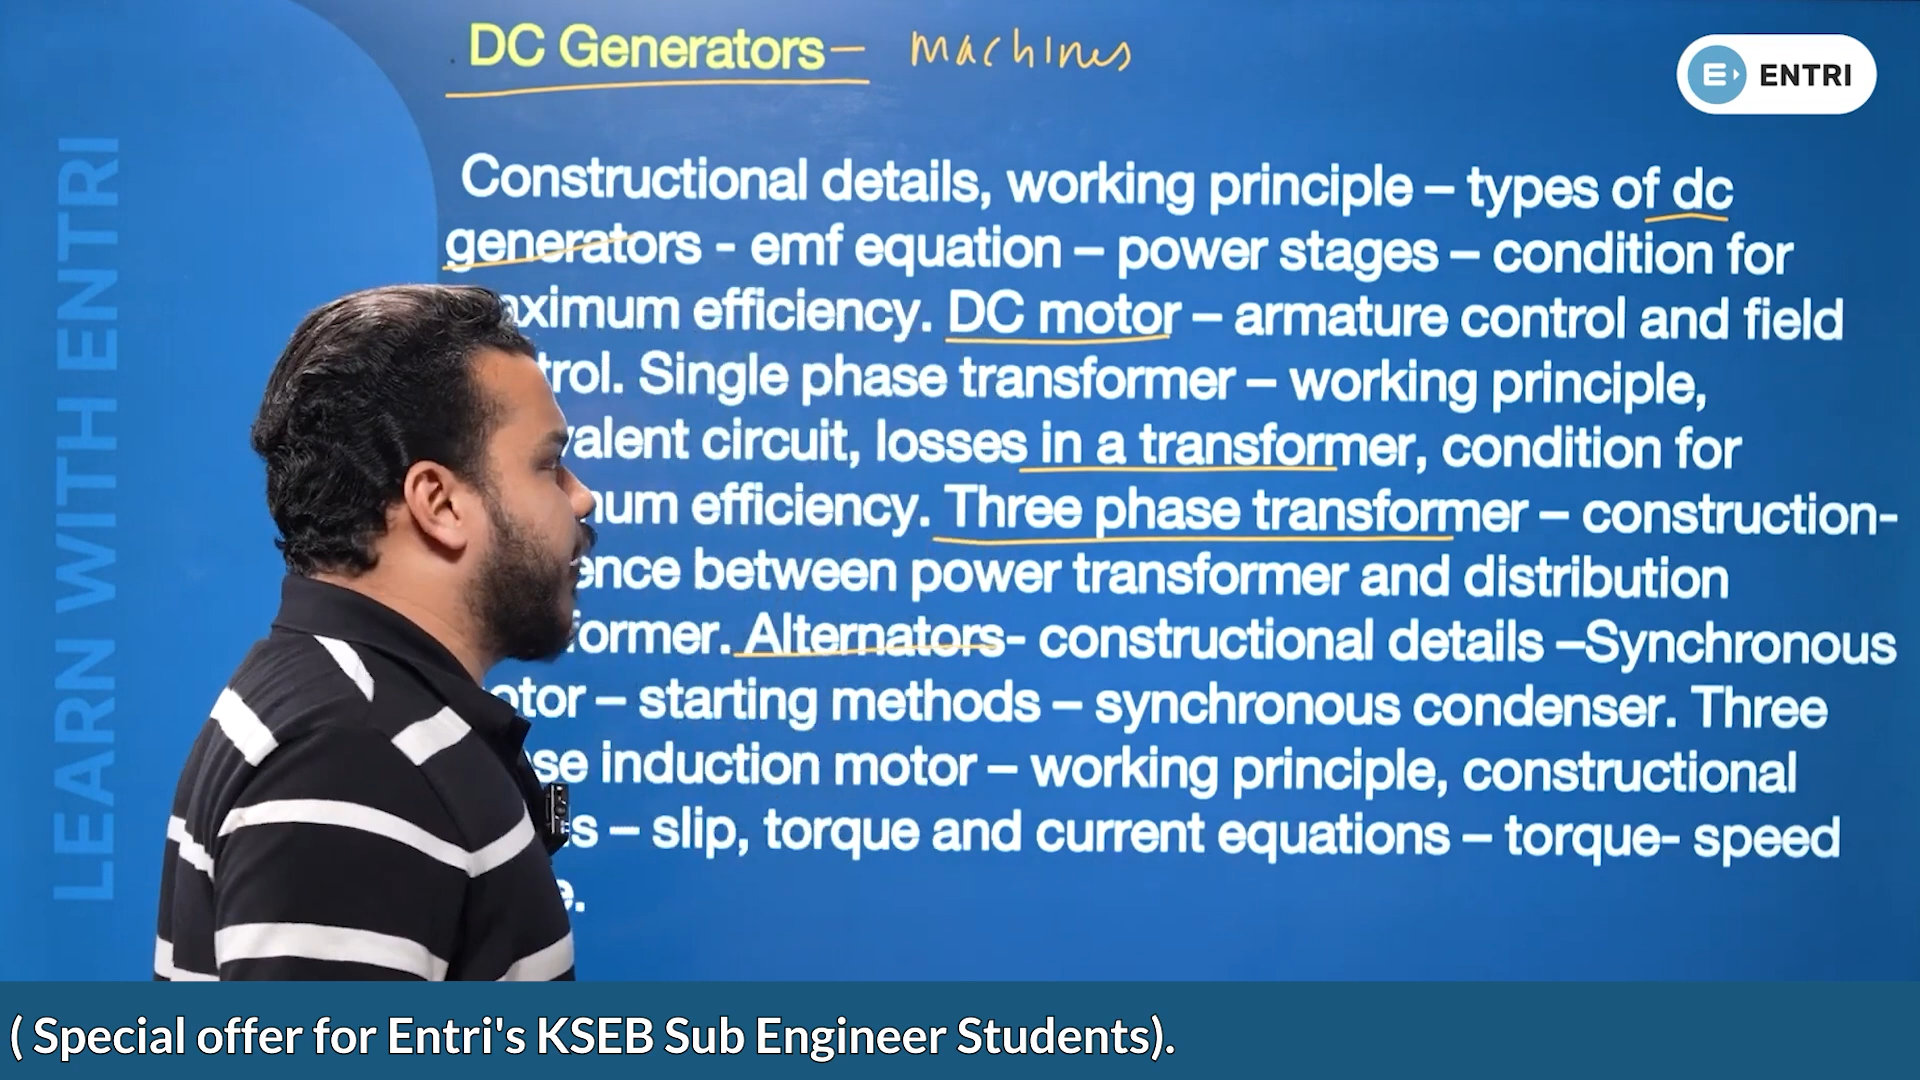 DC Generators – machines
ENTRI
Constructional details, working principle – types of dc
generators - emf equation – power stages – condition for
aximum efficiency. DC motor – armature control and field
trol. Single phase transformer – working principle,
valent circuit, losses in a transformer, condition for
num efficiency. Three phase transformer – construction-
ence between power transformer and distribution
former. Alternators- constructional details –Synchronous
otor – starting methods – synchronous condenser. Three
se induction motor – working principle, constructional
s – slip, torque and current equations – torque- speed
e.
LEARN WITH ENTRI
( Special offer for Entri's KSEB Sub Engineer Students).